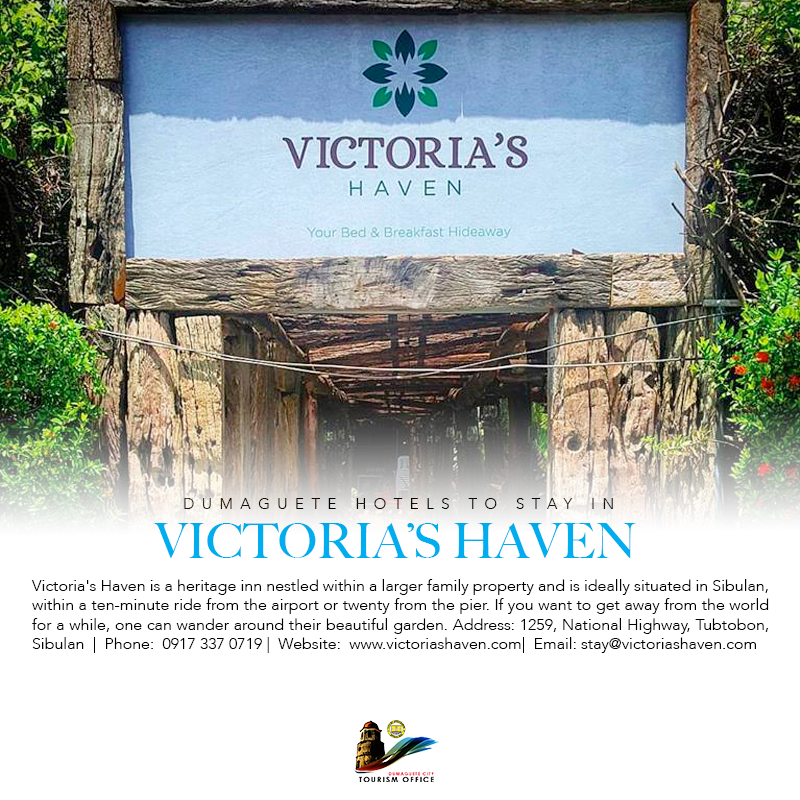 VICTORIA'S
HAVEN
Your Bed & Breakfast Hideaway
DUMAGUETE HOTELS TO STAY IN
VICTORIA'S HAVEN
Victoria's Haven is a heritage inn nestled within a larger family property and is ideally situated in Sibulan,
within a ten-minute ride from the airport or twenty from the pier. If you want to get away from the world
for a while, one can wander around their beautiful garden. Address: 1259, National Highway, Tubtobon,
Sibulan | Phone: 0917 337 0719 | Website: www.victoriashaven.com| Email: stay@victoriashaven.com
DUMAGUETE CITY
TOURISM OFFICE